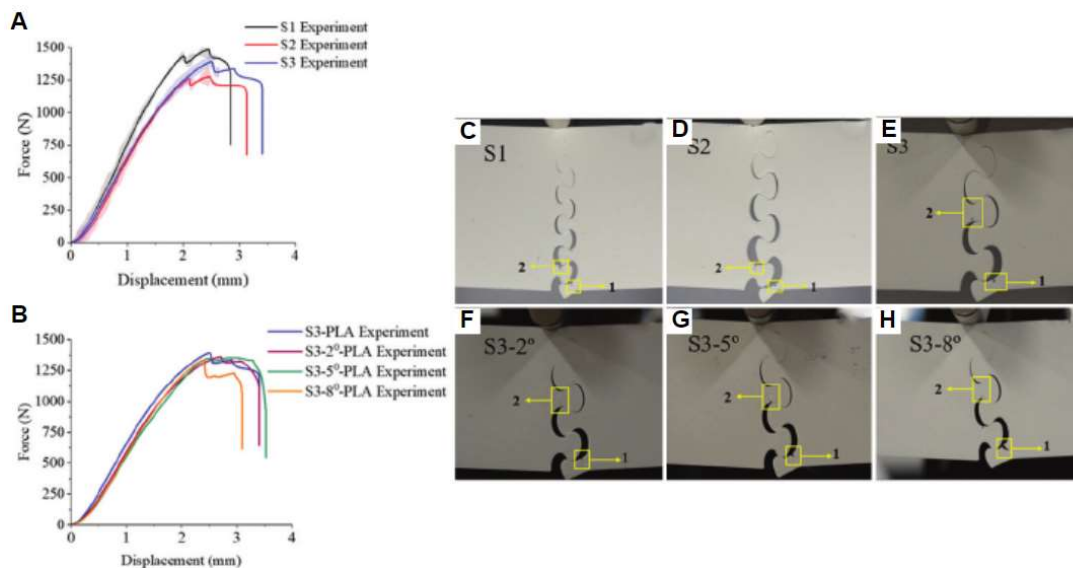 A
S1 Experiment
S2 Experiment
S3 Experiment
1500
1250
1000
750
500
250
0
0 1 2 3 4
Force (N)
Displacement (mm)
B
S3-PLA Experiment
S3-2⁰-PLA Experiment
S3-5⁰-PLA Experiment
S3-8⁰-PLA Experiment
1500
1250
1000
750
500
250
0
0 1 2 3 4
Force (N)
Displacement (mm)
C
S1
2
1
D
S2
2
1
E
S3
2
1
F
S3-2°
2
1
G
S3-5°
2
1
H
S3-8°
2
1